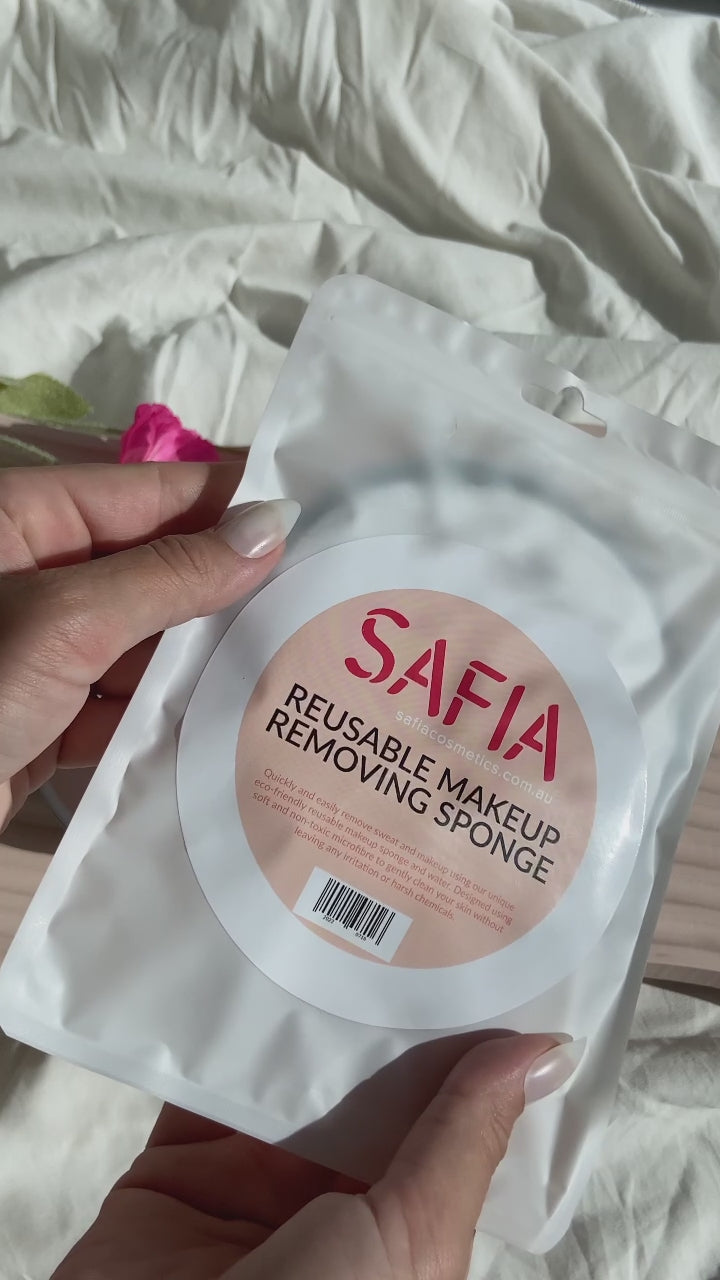 SAFIA
safiacosmetics.com.au
REUSABLE MAKEUP
REMOVING SPONGE
Quickly and easily remove sweat and makeup using our unique
eco-friendly reusable makeup sponge and water. Designed using
soft and non-toxic microfibre to gently clean your skin without
leaving any irritation or harsh chemicals.